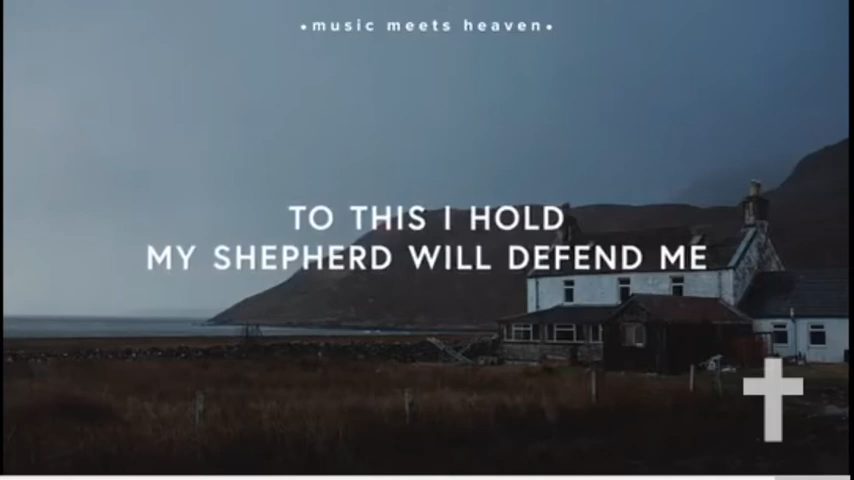 •music meets heaven•
TO THIS I HOLD
MY SHEPHERD WILL DEFEND ME